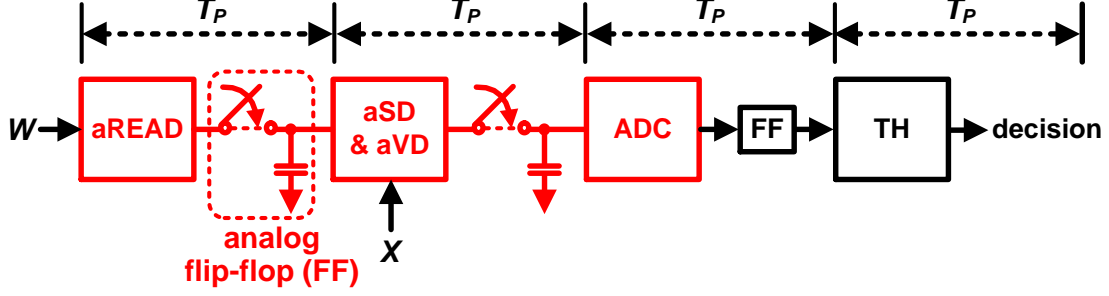 T_P T_P T_P T_P
W aREAD aSD & aVD ADC FF TH decision
X
analog
flip-flop (FF)